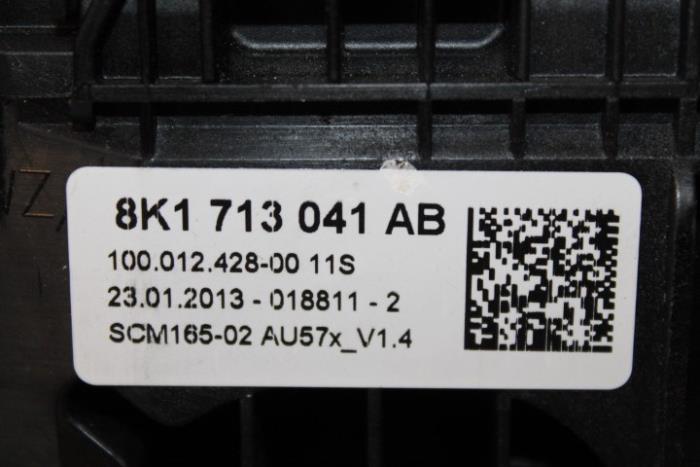 8K1 713 041 AB
100.012.428-00 11S
23.01.2013 - 018811 - 2
SCM165-02 AU57x_V1.4